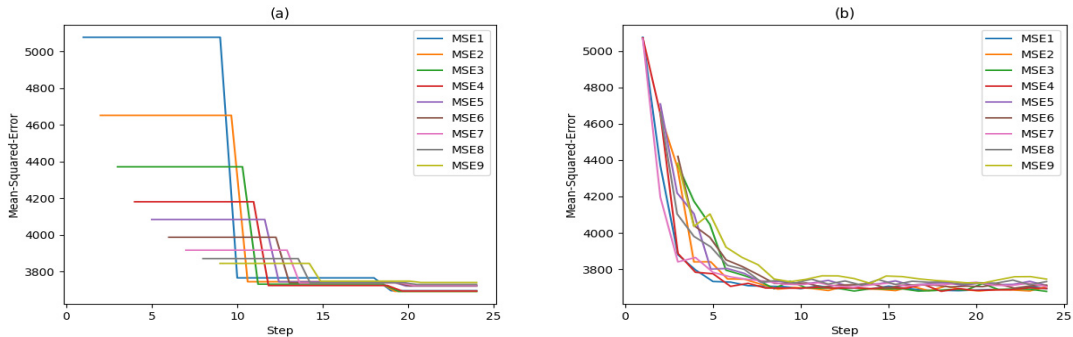 (a)
Mean-Squared-Error
5000
4800
4600
4400
4200
4000
3800
0
5
10
15
20
25
Step
MSE1
MSE2
MSE3
MSE4
MSE5
MSE6
MSE7
MSE8
MSE9
(b)
Mean-Squared-Error
5000
4800
4600
4400
4200
4000
3800
0
5
10
15
20
25
Step
MSE1
MSE2
MSE3
MSE4
MSE5
MSE6
MSE7
MSE8
MSE9